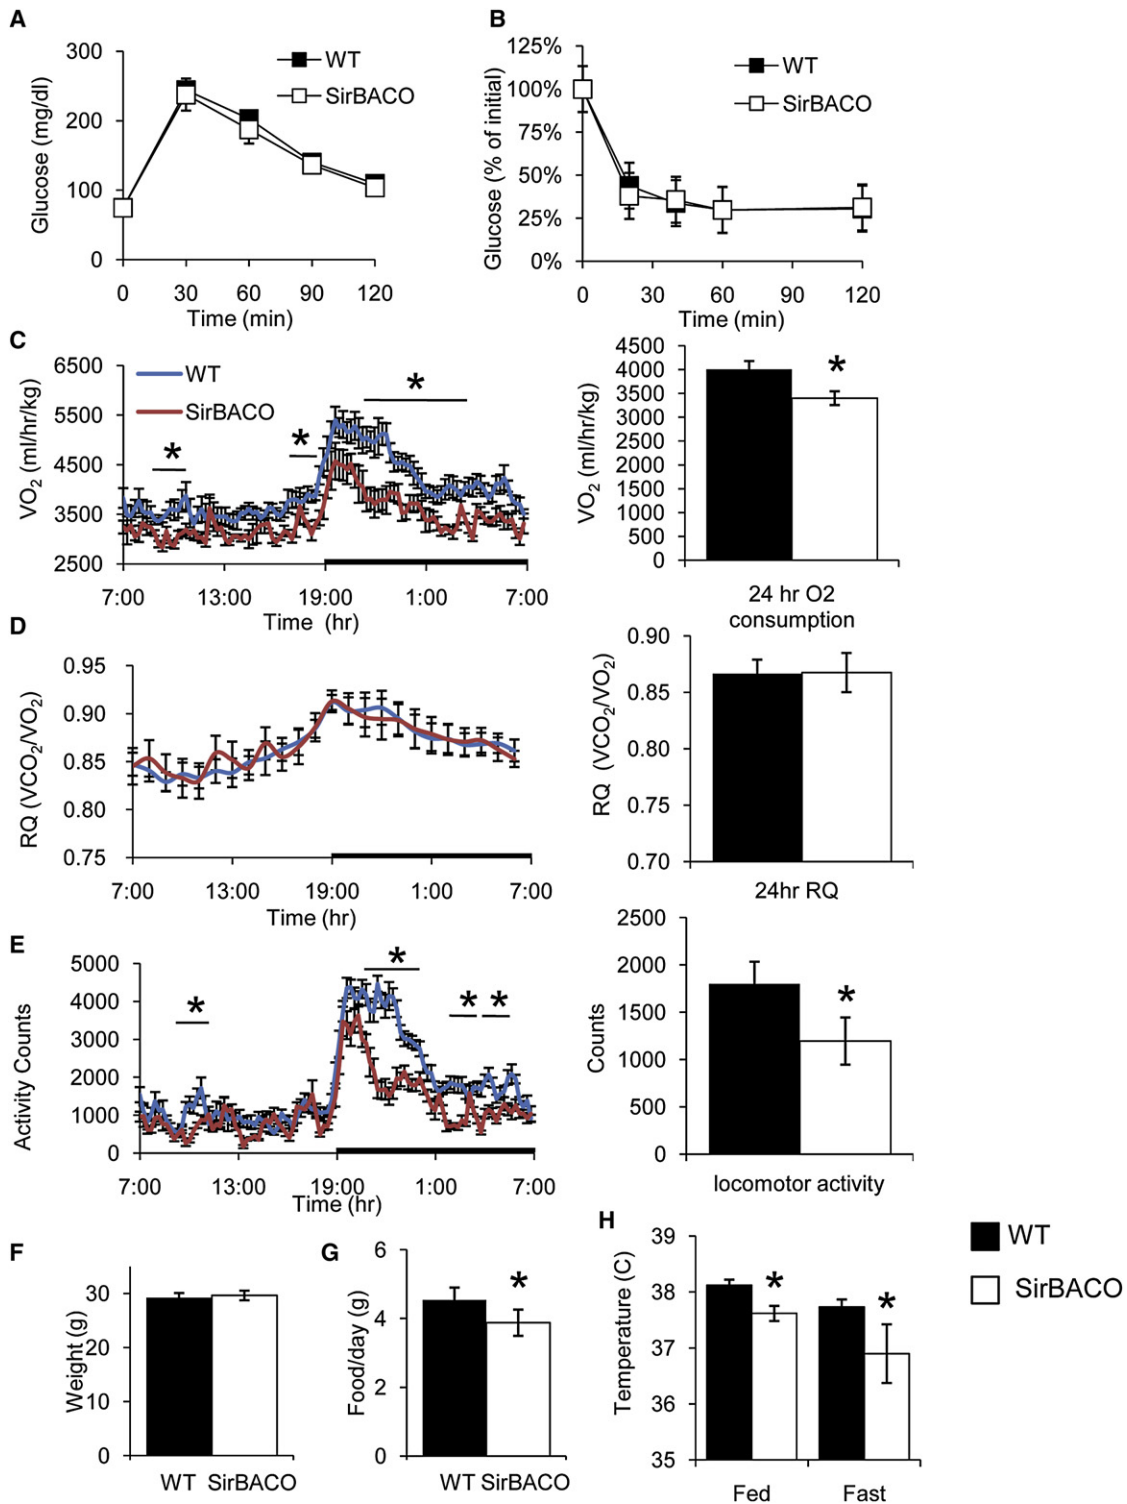 A
Glucose (mg/dl)
300
200
100
0
WT
SirBACO
0 30 60 90 120
Time (min)
B
Glucose (% of initial)
125%
100%
75%
50%
25%
0%
WT
SirBACO
0 30 60 90 120
Time (min)
C
VO2 (ml/hr/kg)
6500
5500
4500
3500
2500
WT
SirBACO
*
*
*
7:00 13:00 19:00 1:00 7:00
Time (hr)
VO2 (ml/hr/kg)
4500
4000
3500
3000
2500
2000
1500
1000
500
0
*
24 hr O2
consumption
D
RQ (VCO2/VO2)
0.95
0.90
0.85
0.80
0.75
7:00 13:00 19:00 1:00 7:00
Time (hr)
RQ (VCO2/VO2)
0.90
0.85
0.80
0.75
0.70
24hr RQ
E
Activity Counts
5000
4000
3000
2000
1000
0
*
*
* *
7:00 13:00 19:00 1:00 7:00
Time (hr)
Counts
2500
2000
1500
1000
500
0
*
locomotor activity
F
Weight (g)
30
20
10
0
WT SirBACO
G
Food/day (g)
6
4
2
0
*
WT SirBACO
H
Temperature (C)
39
38
37
36
35
*
*
Fed Fast
WT
SirBACO